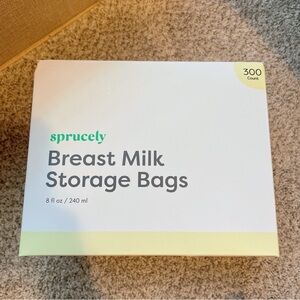 300
Count
sprucely
Breast Milk
Storage Bags
8 fl oz / 240 ml